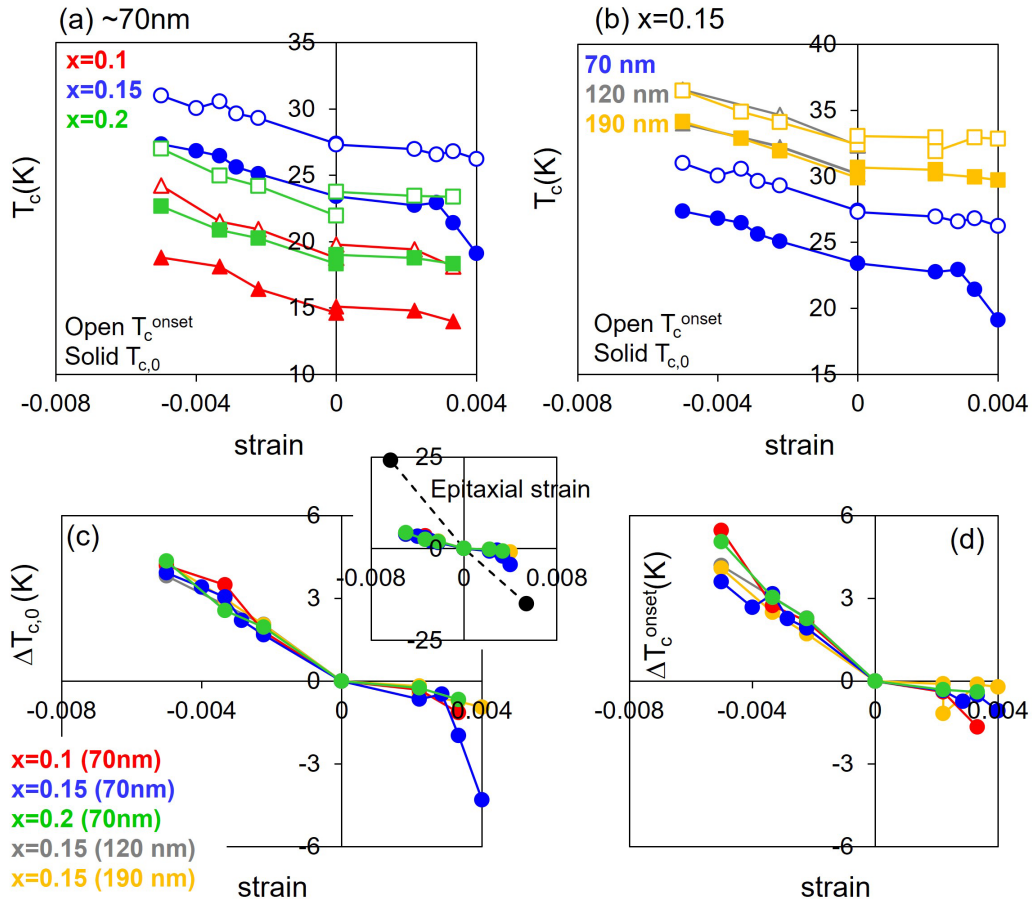 (a) ~70nm
x=0.1
x=0.15
x=0.2
35
30
25
20
15
10
T_c(K)
Open T_c^onset
Solid T_c,0
-0.008 -0.004 0 0.004
strain
(b) x=0.15
70 nm
120 nm
190 nm
40
35
30
25
20
15
T_c(K)
Open T_c^onset
Solid T_c,0
-0.008 -0.004 0 0.004
strain
(c)
6
3
0
-3
-6
ΔT_c,0(K)
-0.008 -0.004 0 0.004
strain
25
Epitaxial strain
0
-0.008 0 0.008
-25
x=0.1 (70nm)
x=0.15 (70nm)
x=0.2 (70nm)
x=0.15 (120 nm)
x=0.15 (190 nm)
(d)
6
3
0
-3
-6
ΔT_c^onset(K)
-0.008 -0.004 0 0.004
strain